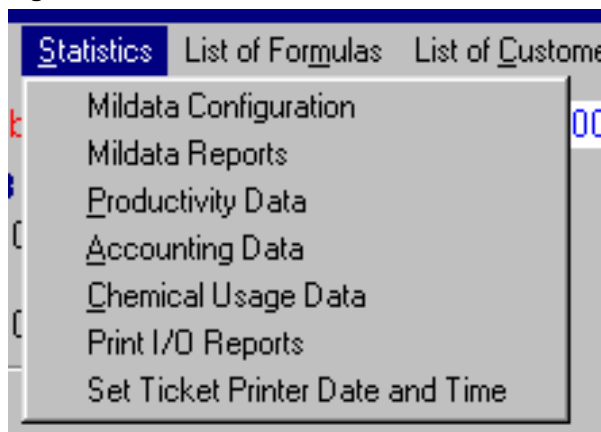 Statistics List of Formulas List of Custome
Mildata Configuration
Mildata Reports
Productivity Data
Accounting Data
Chemical Usage Data
Print I/O Reports
Set Ticket Printer Date and Time